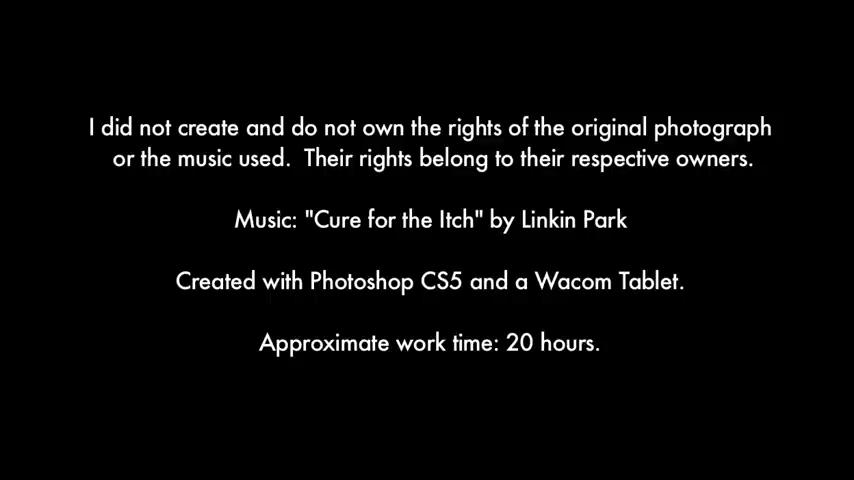 I did not create and do not own the rights of the original photograph
or the music used.  Their rights belong to their respective owners.
Music: "Cure for the Itch" by Linkin Park
Created with Photoshop CS5 and a Wacom Tablet.
Approximate work time: 20 hours.